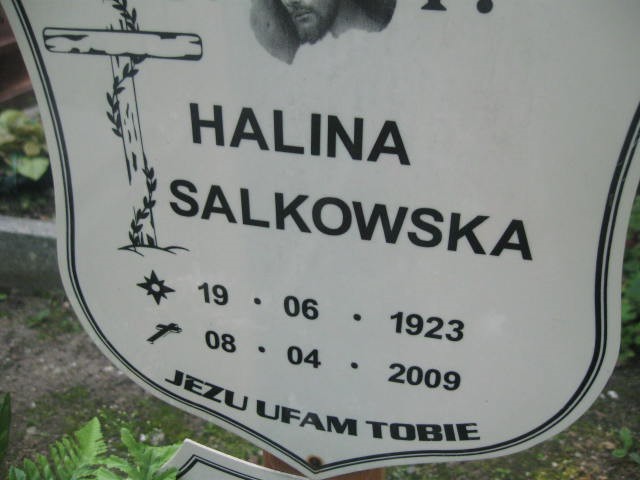 HALINA
SALKOWSKA
19 . 06 . 1923
08 . 04 . 2009
JEZU UFAM TOBIE